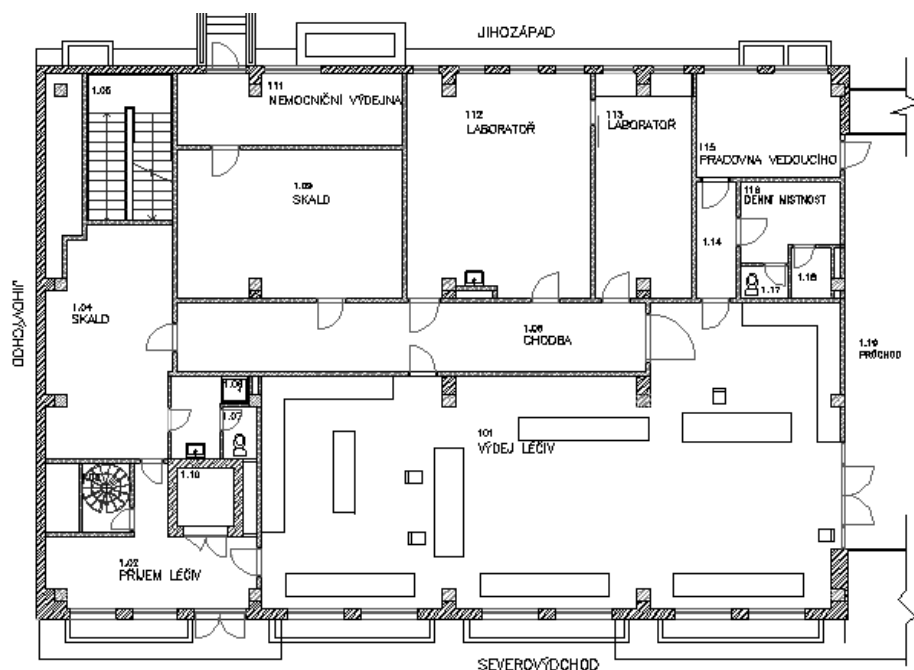 JIHOZÁPAD
1.05
111
NEMOCNIČNÍ VÝDEJNA
112
LABORATOŘ
113
LABORATOŘ
115
PRACOVNA VEDOUCÍHO
1.09
SKALD
116
DENNÍ MISTNOST
1.14
1.17
1.18
JIHOVÝCHOD
1.04
SKALD
1.06
CHODBA
1.19
PRŮCHOD
1.08
1.07
101
VÝDEJ LÉČIV
1.10
1.02
PŘÍJEM LÉČIV
SEVEROVÝDCHOD